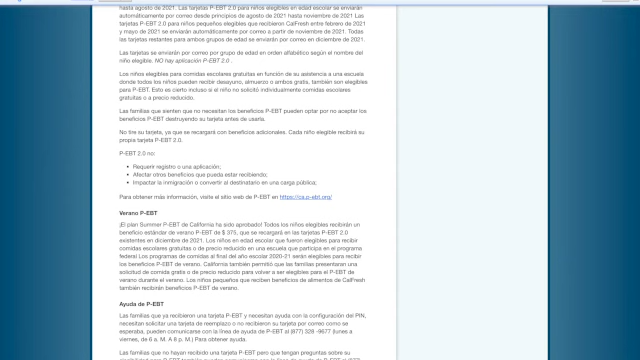 hasta agosto de 2021. Las tarjetas P-EBT 2.0 para niños elegibles en edad escolar se enviarán
automáticamente por correo desde principios de agosto de 2021 hasta noviembre de 2021 Las
tarjetas P-EBT 2.0 para niños pequeños elegibles que recibieron CalFresh entre febrero de 2021
y mayo de 2021 se enviarán automáticamente por correo a partir de noviembre de 2021. Todas
las tarjetas restantes para ambos grupos de edad se enviarán por correo en diciembre de 2021.
Las tarjetas se enviarán por correo por grupo de edad en orden alfabético según el nombre del
niño elegible. NO hay aplicación P-EBT 2.0 .
Los niños elegibles para comidas escolares gratuitas en función de su asistencia a una escuela
donde todos los niños pueden recibir desayuno, almuerzo o ambos gratis, también son elegibles
para P-EBT. Esto es cierto incluso si el niño no solicitó individualmente comidas escolares
gratuitas o a precio reducido.
Las familias que sienten que no necesitan los beneficios P-EBT pueden optar por no aceptar los
beneficios P-EBT destruyendo su tarjeta antes de usarla.
No tire su tarjeta, ya que se recargará con beneficios adicionales. Cada niño elegible recibirá su
propia tarjeta P-EBT 2.0.
P-EBT 2.0 no:
• Requerir registro o una aplicación;
• Afectar otros beneficios que pueda estar recibiendo;
• Impactar la inmigración o convertir al destinatario en una carga pública;
Para obtener más información, visite el sitio web de P-EBT en https://ca.p-ebt.org/
Verano P-EBT
¡El plan Summer P-EBT de California ha sido aprobado! Todos los niños elegibles recibirán un
beneficio estándar de verano P-EBT de $ 375, que se recargará en las tarjetas P-EBT 2.0
existentes en diciembre de 2021. Los niños en edad escolar que fueron elegibles para recibir
comidas escolares gratuitas o de precio reducido en una escuela que participa en el programa
federal Los programas de comidas al final del año escolar 2020-21 serán elegibles para recibir
los beneficios P-EBT de verano. California también permitió que las familias presentaran una
solicitud de comida gratis o de precio reducido para volver a ser elegibles para el P-EBT de
verano durante el verano. Los niños pequeños que reciben beneficios de alimentos de CalFresh
también recibirán beneficios P-EBT de verano.
Ayuda de P-EBT
Las familias que ya recibieron una tarjeta P-EBT y necesitan ayuda con la configuración del PIN,
necesitan solicitar una tarjeta de reemplazo o no recibieron su tarjeta por correo como se
esperaba, pueden comunicarse con la línea de ayuda de P-EBT al (877) 328 -9677 (lunes a
viernes, de 6 a. M. A 8 p. M.) Para obtener ayuda.
Las familias que no hayan recibido una tarjeta P-EBT pero que tengan preguntas sobre su